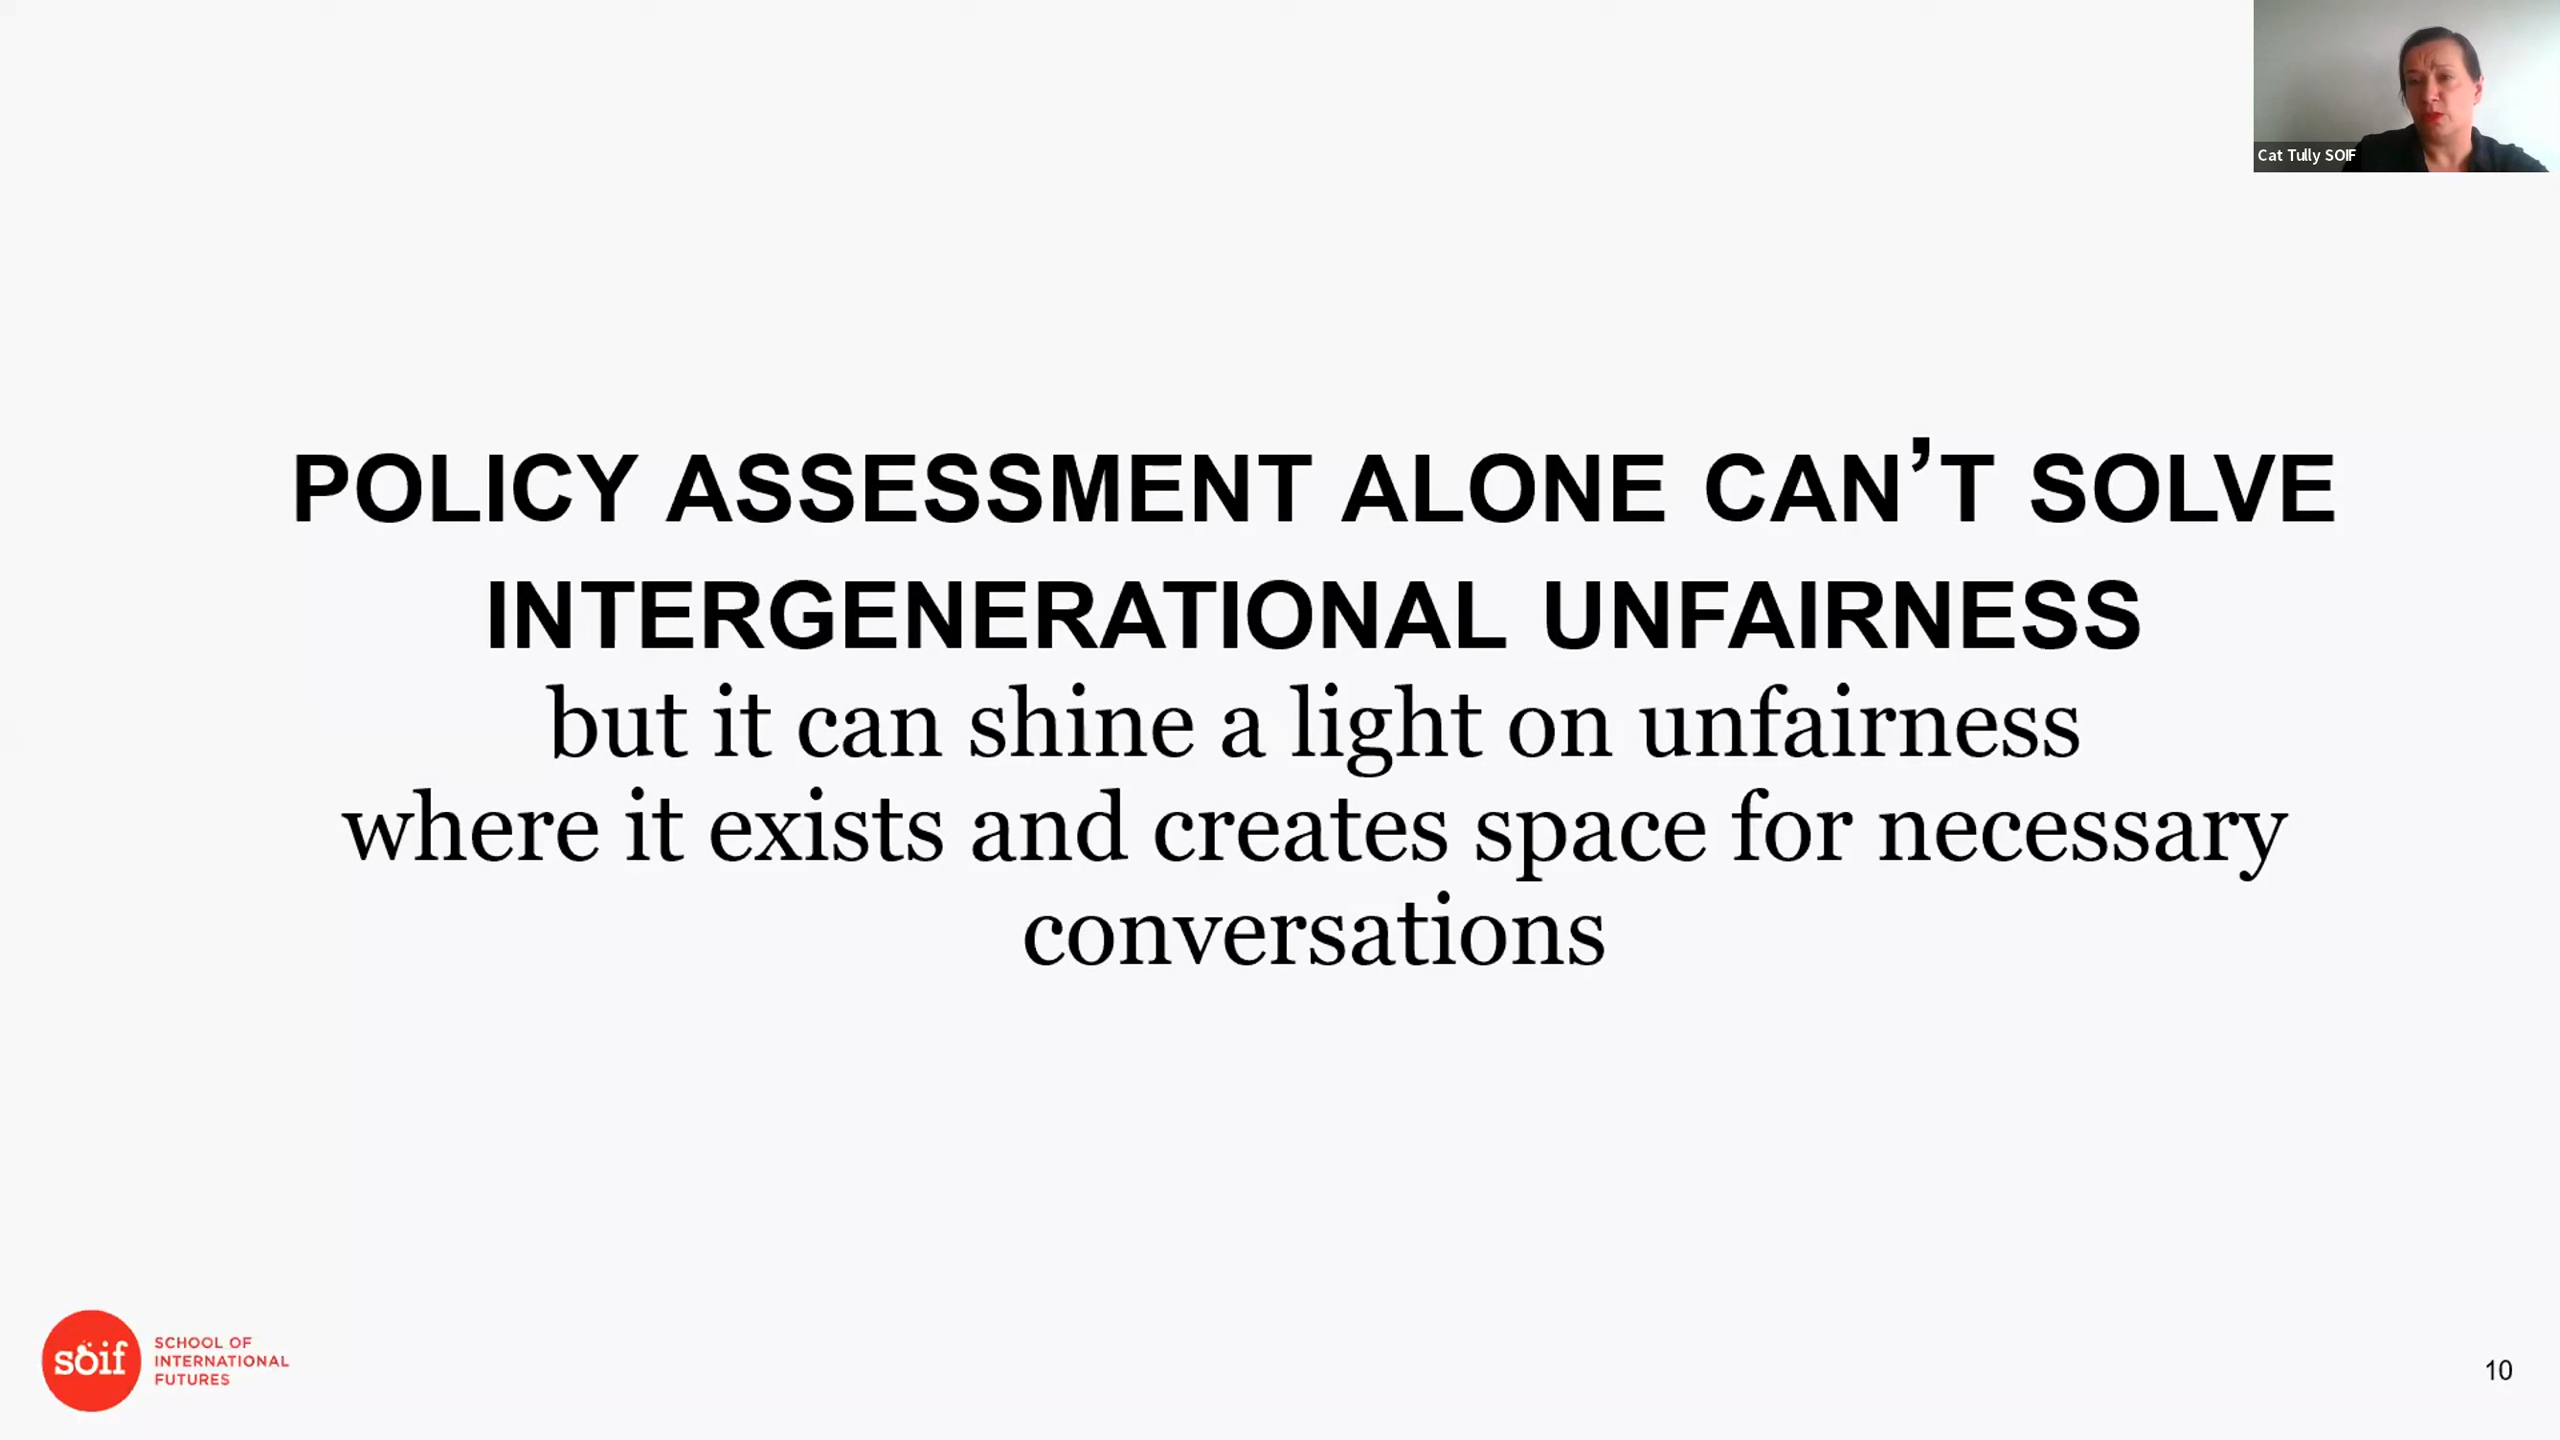 Cat Tully SOIF
POLICY ASSESSMENT ALONE CAN’T SOLVE
INTERGENERATIONAL UNFAIRNESS
but it can shine a light on unfairness
where it exists and creates space for necessary
conversations
soif
SCHOOL OF
INTERNATIONAL
FUTURES
10